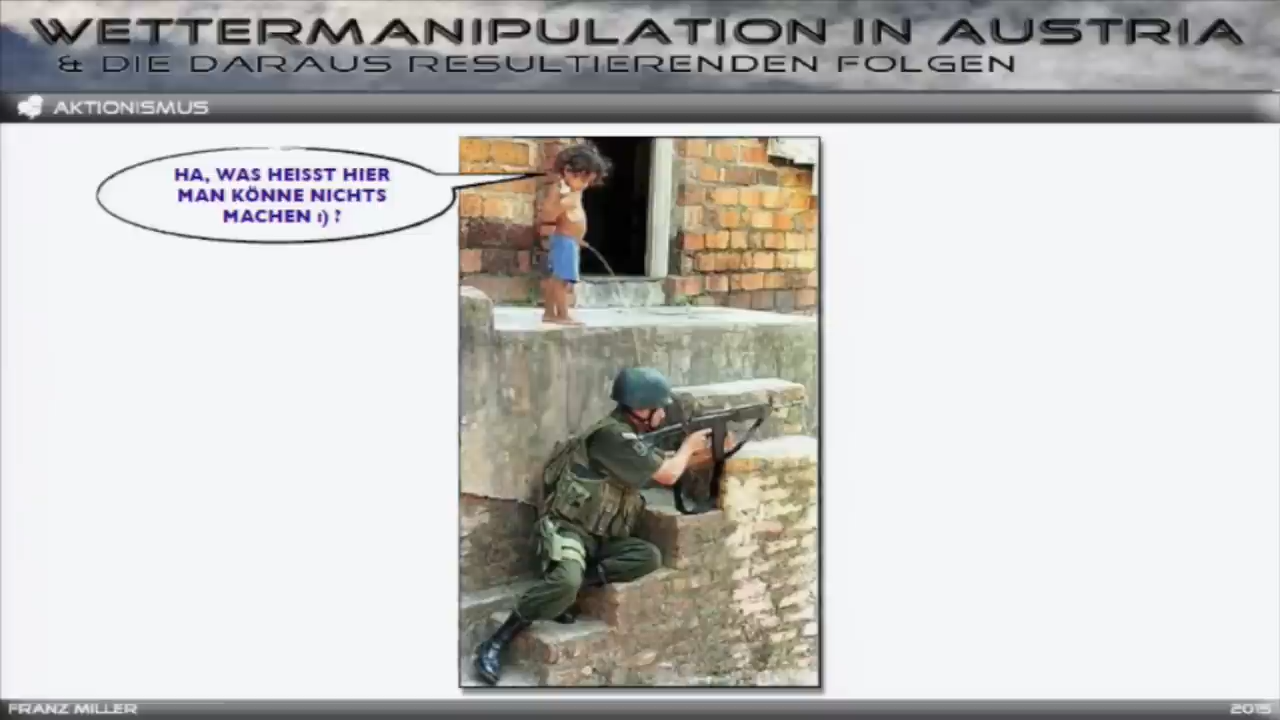 WETTERMANIPULATION IN AUSTRIA
& DIE DARAUS RESULTIERENDEN FOLGEN
AKTIONISMUS
HA, WAS HEISST HIER
MAN KÖNNE NICHTS
MACHEN :) ?
FRANZ MILLER
2015